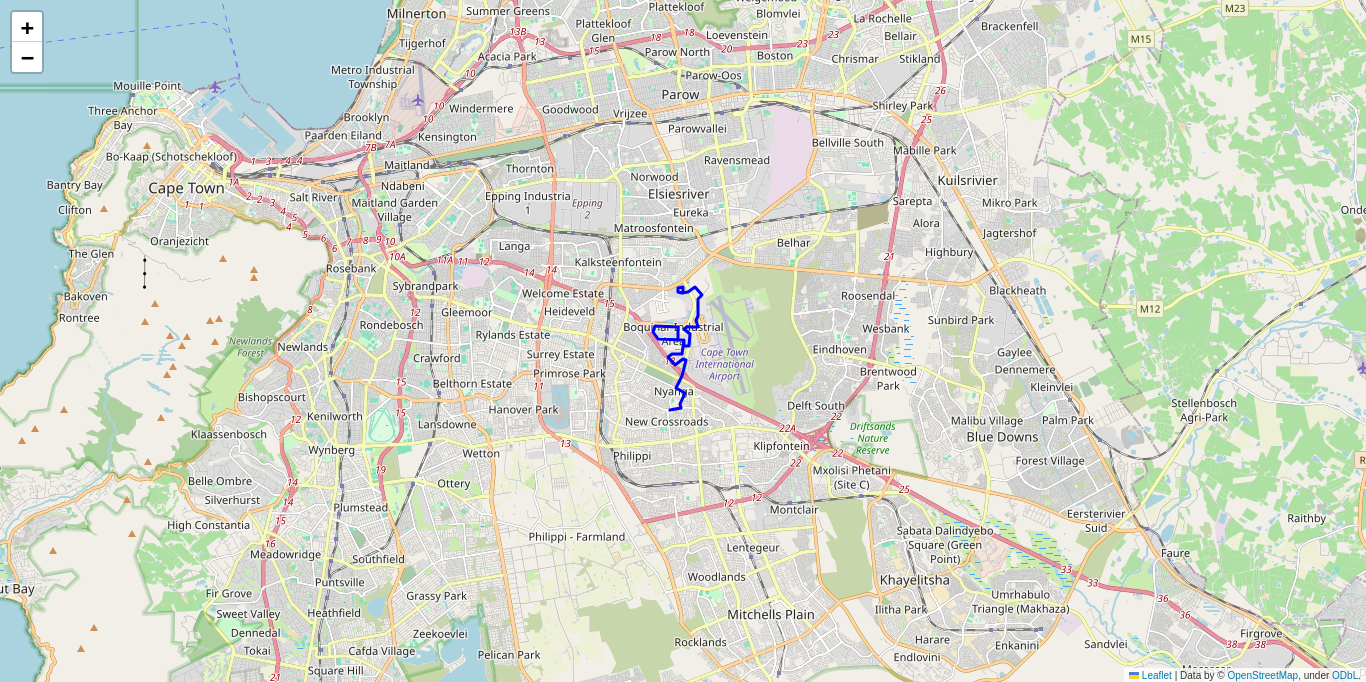 +
−
Milnerton
Summer Greens
Plattekloof
Plattekloof
Glen
Blomvlei
La Rochelle
M23
Brackenfell
Tijgerhof
13B
Acacia Park
15
18
18
Loevenstein
20
23
Bellair
M15
Parow North
Boston
Chrismar
Stikland
Metro Industrial
Township
10
Parow-Oos
Mouille Point
Parow
26
Three Anchor
Bay
Brooklyn
Windermere
10
Goodwood
Vrijzee
Shirley Park
25
Paarden Eiland
7B
7A
Kensington
Parowvallei
Bellville South
Mabille Park
Bo-Kaap (Schotschekloof)
1
3
4
4
Maitland
Thornton
Ravensmead
Bantry Bay
Cape Town
1A
Ndabeni
Norwood
Kuilsrivier
Salt River
Maitland Garden
Village
Epping Industria
1
Epping
2
Elsiesriver
Sarepta
Mikro Park
Clifton
Eureka
Alora
Onde
Matroosfontein
Jagtershof
Oranjezicht
Langa
Belhar
Highbury
The Glen
10A
11A
14
14
Kalksteenfontein
21
Rosebank
Sybrandpark
Blackheath
Bakoven
Welcome Estate
15
Roosendal
M12
Rontree
Gleemoor
Heideveld
Sunbird Park
Rondebosch
Rylands Estate
Boquinar Industrial
Area
Wesbank
Newlands
Forest
Newlands
Crawford
Surrey Estate
Cape Town
International
Airport
Eindhoven
Gaylee
Dennemere
Primrose Park
Brentwood
Park
Belthorn Estate
11
Nyanga
Kleinvlei
Bishopscourt
Hanover Park
Delft South
Stellenbosch
Agri-Park
Kenilworth
Lansdowne
New Crossroads
22A
22
Driftsands
Nature
Reserve
Malibu Village
Palm Park
Klaassenbosch
Blue Downs
Wynberg
Wetton
13
Philippi
Klipfontein
22
22
Forest Village
Belle Ombre
19
Ottery
Mxolisi Phetani
(Site C)
25
Silverhurst
14
14
12
12
Plumstead
Montclair
High Constantia
15
Eersterivier
Suid
Raithby
16
Philippi - Farmland
Sabata Dalindyebo
Square (Green
Point)
Meadowridge
Southfield
Lentegeur
Faure
Puntsville
Woodlands
33
Khayelitsha
33
ut Bay
Fir Grove
Grassy Park
Umrhabulo
Triangle (Makhaza)
36
36
Sweet Valley
Heathfield
Mitchells Plain
Ilitha Park
Dennedal
Zeekoevlei
Rocklands
Harare
Enkanini
Sandvlei
Firgrove
38
38
Tokai
Cafda Village
Pelican Park
Endlovini
Square Hill
21
Leaflet | Data by © OpenStreetMap, under ODbL.